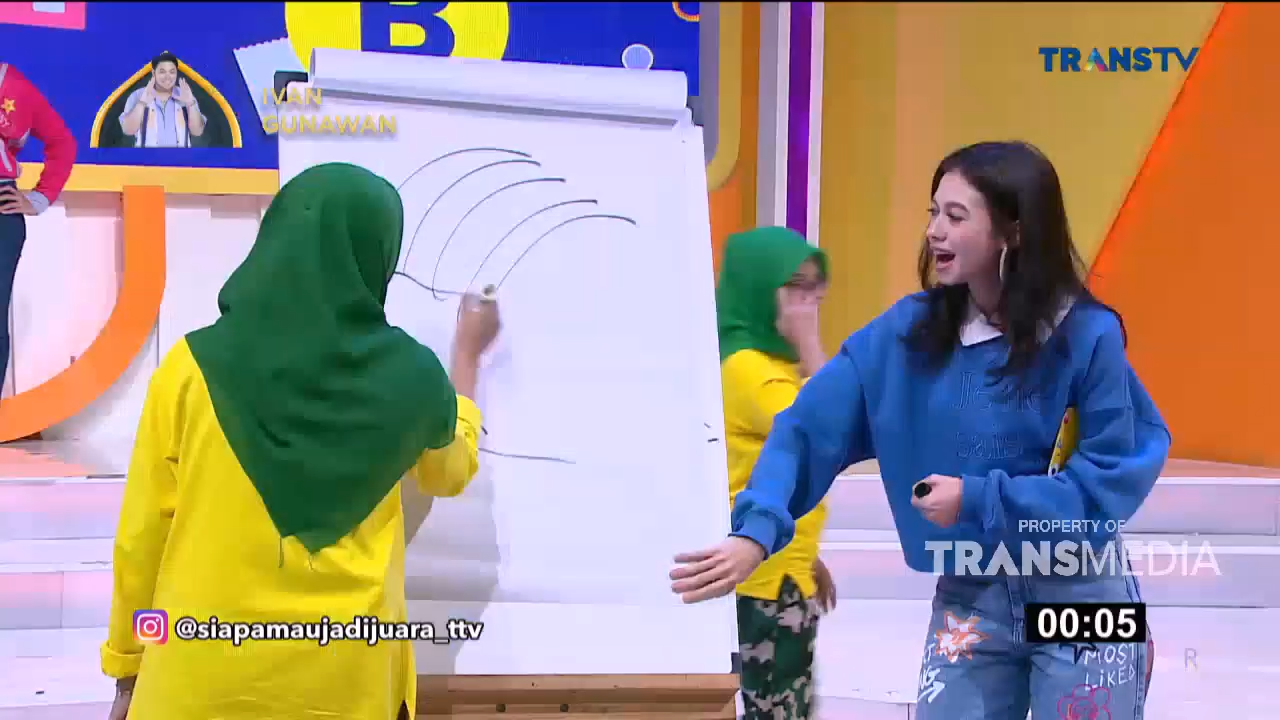 B
TRANSTV
IVAN
GUNAWAN
PROPERTY OF
TRANSMEDIA
@siapamaujadijuara_ttv
00:05
MOST
LIKED
R